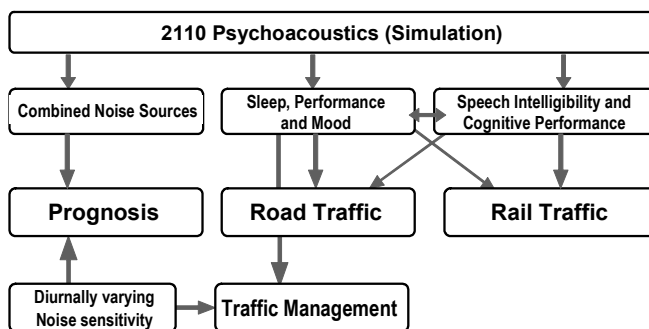 2110 Psychoacoustics (Simulation)
Combined Noise Sources
Sleep, Performance
and Mood
Speech Intelligibility and
Cognitive Performance
Prognosis
Road Traffic
Rail Traffic
Diurnally varying
Noise sensitivity
Traffic Management